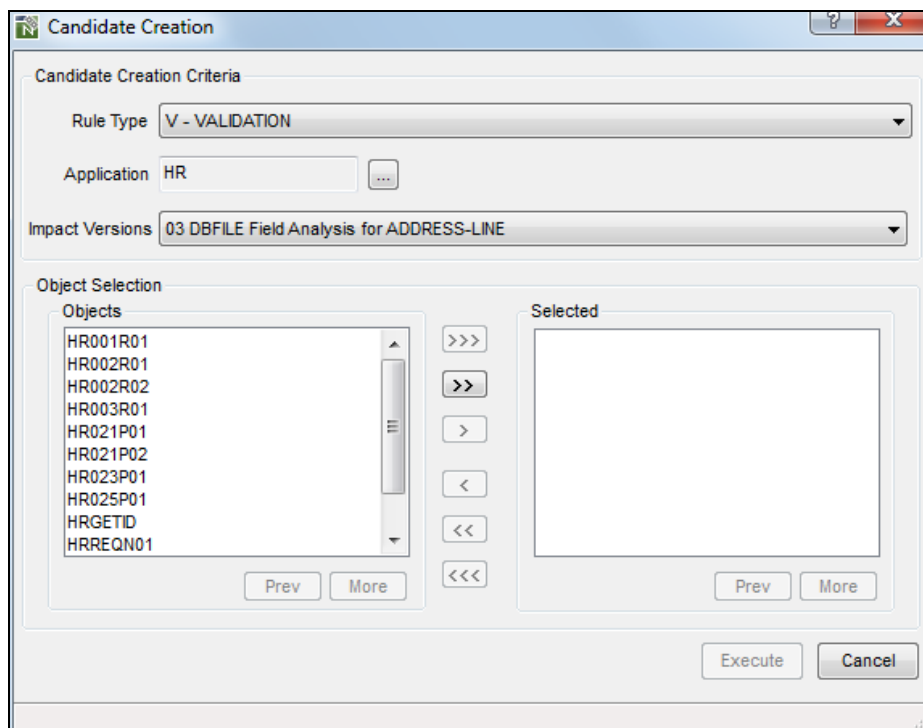 Candidate Creation
Candidate Creation Criteria
Rule Type V - VALIDATION
Application HR ...
Impact Versions 03 DBFILE Field Analysis for ADDRESS-LINE
Object Selection
Objects
Selected
HR001R01
HR002R01
HR002R02
HR003R01
HR021P01
HR021P02
HR023P01
HR025P01
HRGETID
HRREQN01
>>>
>>
>
<
<<
<<<
Prev More
Prev More
Execute Cancel